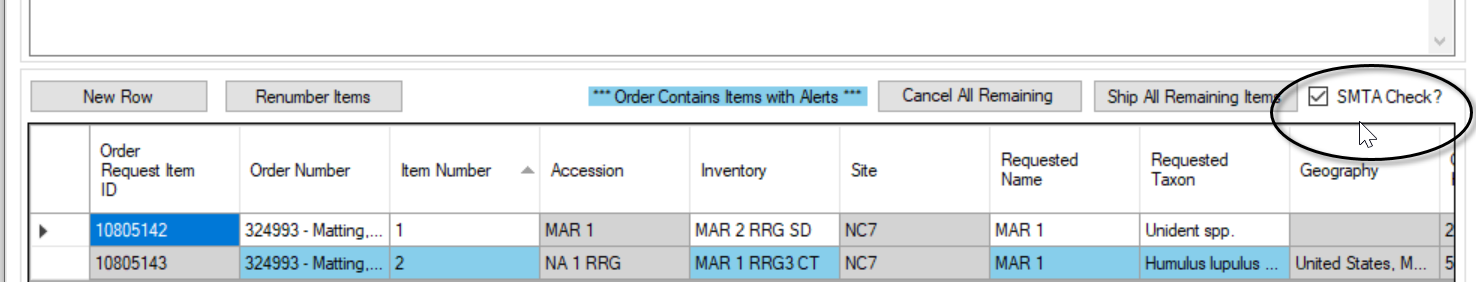 New Row Renumber Items *** Order Contains Items with Alerts *** Cancel All Remaining Ship All Remaining Items SMTA Check?
Order Request Item ID Order Number Item Number Accession Inventory Site Requested Name Requested Taxon Geography
10805142 324993 - Matting,... 1 MAR 1 MAR 2 RRG SD NC7 MAR 1 Unident spp. 2
10805143 324993 - Matting,... 2 NA 1 RRG MAR 1 RRG3 CT NC7 MAR 1 Humulus lupulus ... United States, M... 5